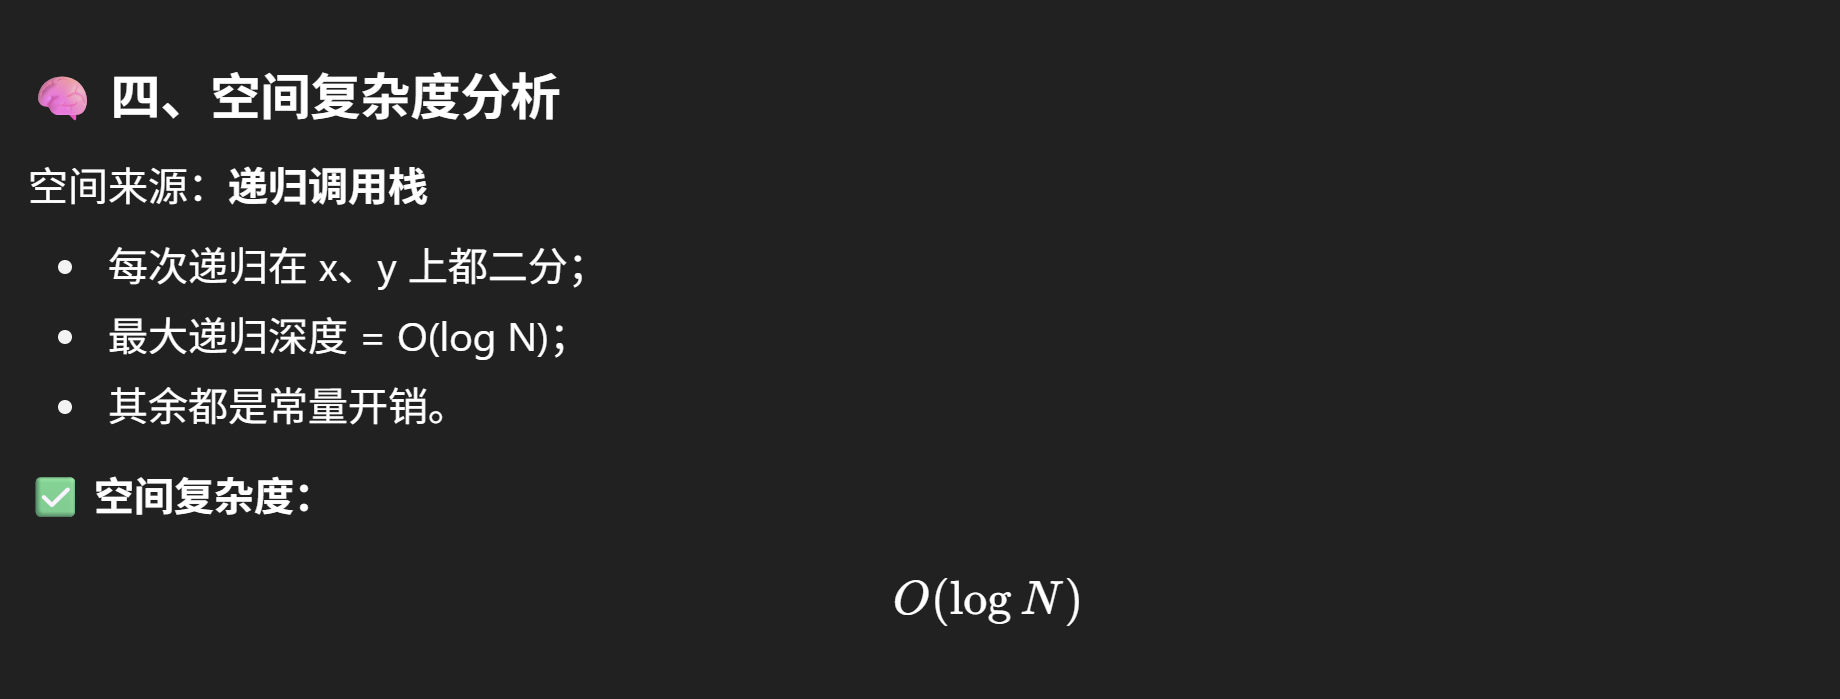 🧠 四、空间复杂度分析
空间来源：递归调用栈
• 每次递归在 x、y 上都二分；
• 最大递归深度 = O(log N)；
• 其余都是常量开销。
✅ 空间复杂度：
O(log N)